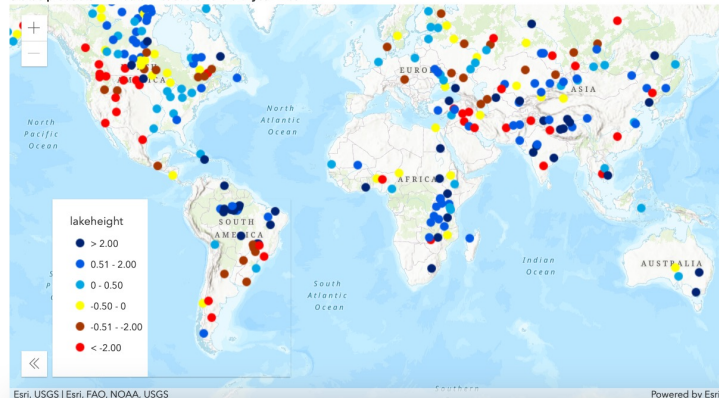 +
North
Pacific
Ocean
North
Atlantic
Ocean
EUROPE
ASIA
AFRICA
SOUTH
AMERICA
South
Atlantic
Ocean
Indian
Ocean
AUSTRALIA
lakeheight
> 2.00
0.51 - 2.00
0 - 0.50
-0.50 - 0
-0.51 - -2.00
< -2.00
Southern
Esri, USGS | Esri, FAO, NOAA, USGS
Powered by Esri